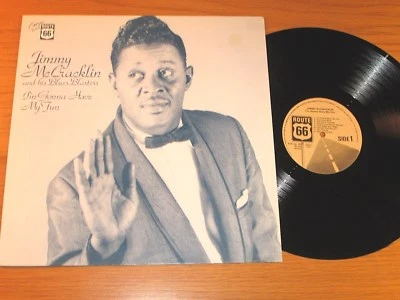 ROUTE
66
Jimmy
McCracklin
and his Blues Blasters
I'm Gonna Have
My Fun
ROUTE
66
SIDE 1